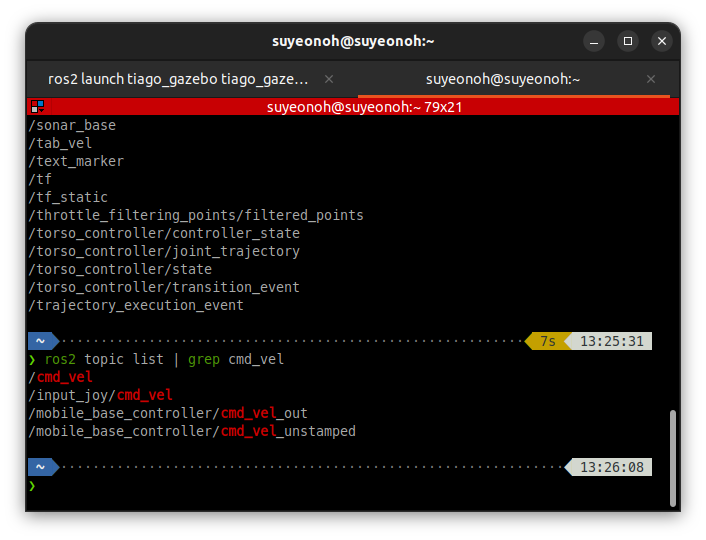 suyeonoh@suyeonoh:~
ros2 launch tiago_gazebo tiago_gaze... × suyeonoh@suyeonoh:~ ×
suyeonoh@suyeonoh:~ 79x21
/sonar_base
/tab_vel
/text_marker
/tf
/tf_static
/throttle_filtering_points/filtered_points
/torso_controller/controller_state
/torso_controller/joint_trajectory
/torso_controller/state
/torso_controller/transition_event
/trajectory_execution_event
~ 7s 13:25:31
❯ ros2 topic list | grep cmd_vel
/cmd_vel
/input_joy/cmd_vel
/mobile_base_controller/cmd_vel_out
/mobile_base_controller/cmd_vel_unstamped
~ 13:26:08
❯